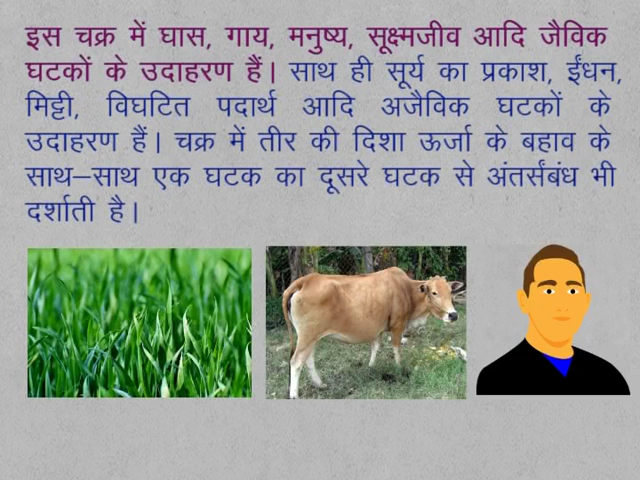 इस चक्र में घास, गाय, मनुष्य, सूक्ष्मजीव आदि जैविक
घटकों के उदाहरण हैं। साथ ही सूर्य का प्रकाश, ईंधन,
मिट्टी, विघटित पदार्थ आदि अजैविक घटकों के
उदाहरण हैं। चक्र में तीर की दिशा ऊर्जा के बहाव के
साथ–साथ एक घटक का दूसरे घटक से अंतर्संबंध भी
दर्शाती है।